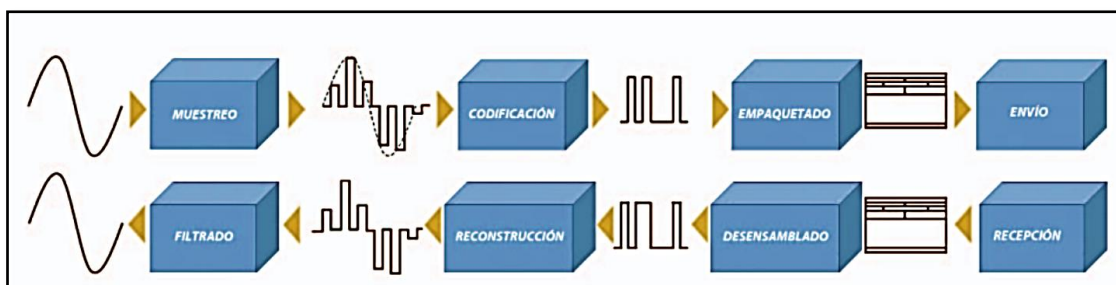 MUESTREO
CODIFICACIÓN
EMPAQUETADO
ENVÍO
FILTRADO
RECONSTRUCCIÓN
DESENSAMBLADO
RECEPCIÓN